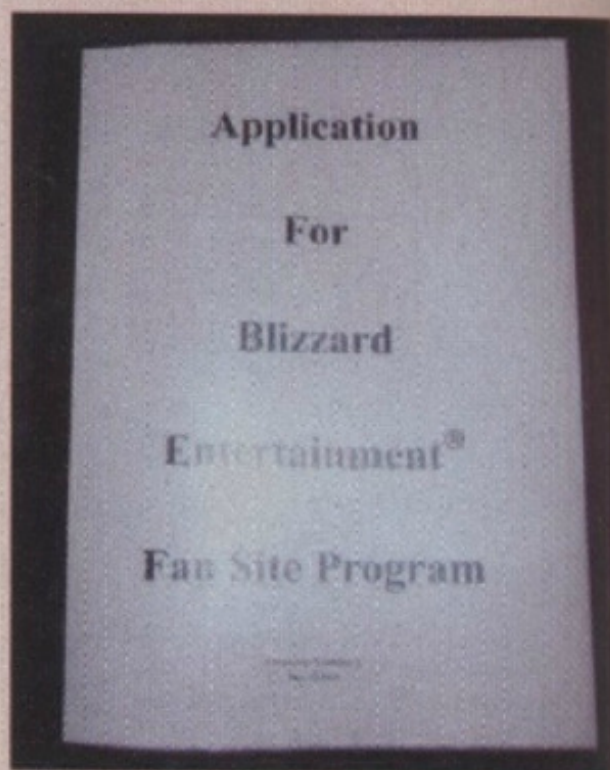 Application
For
Blizzard
Entertainment®
Fan Site Program